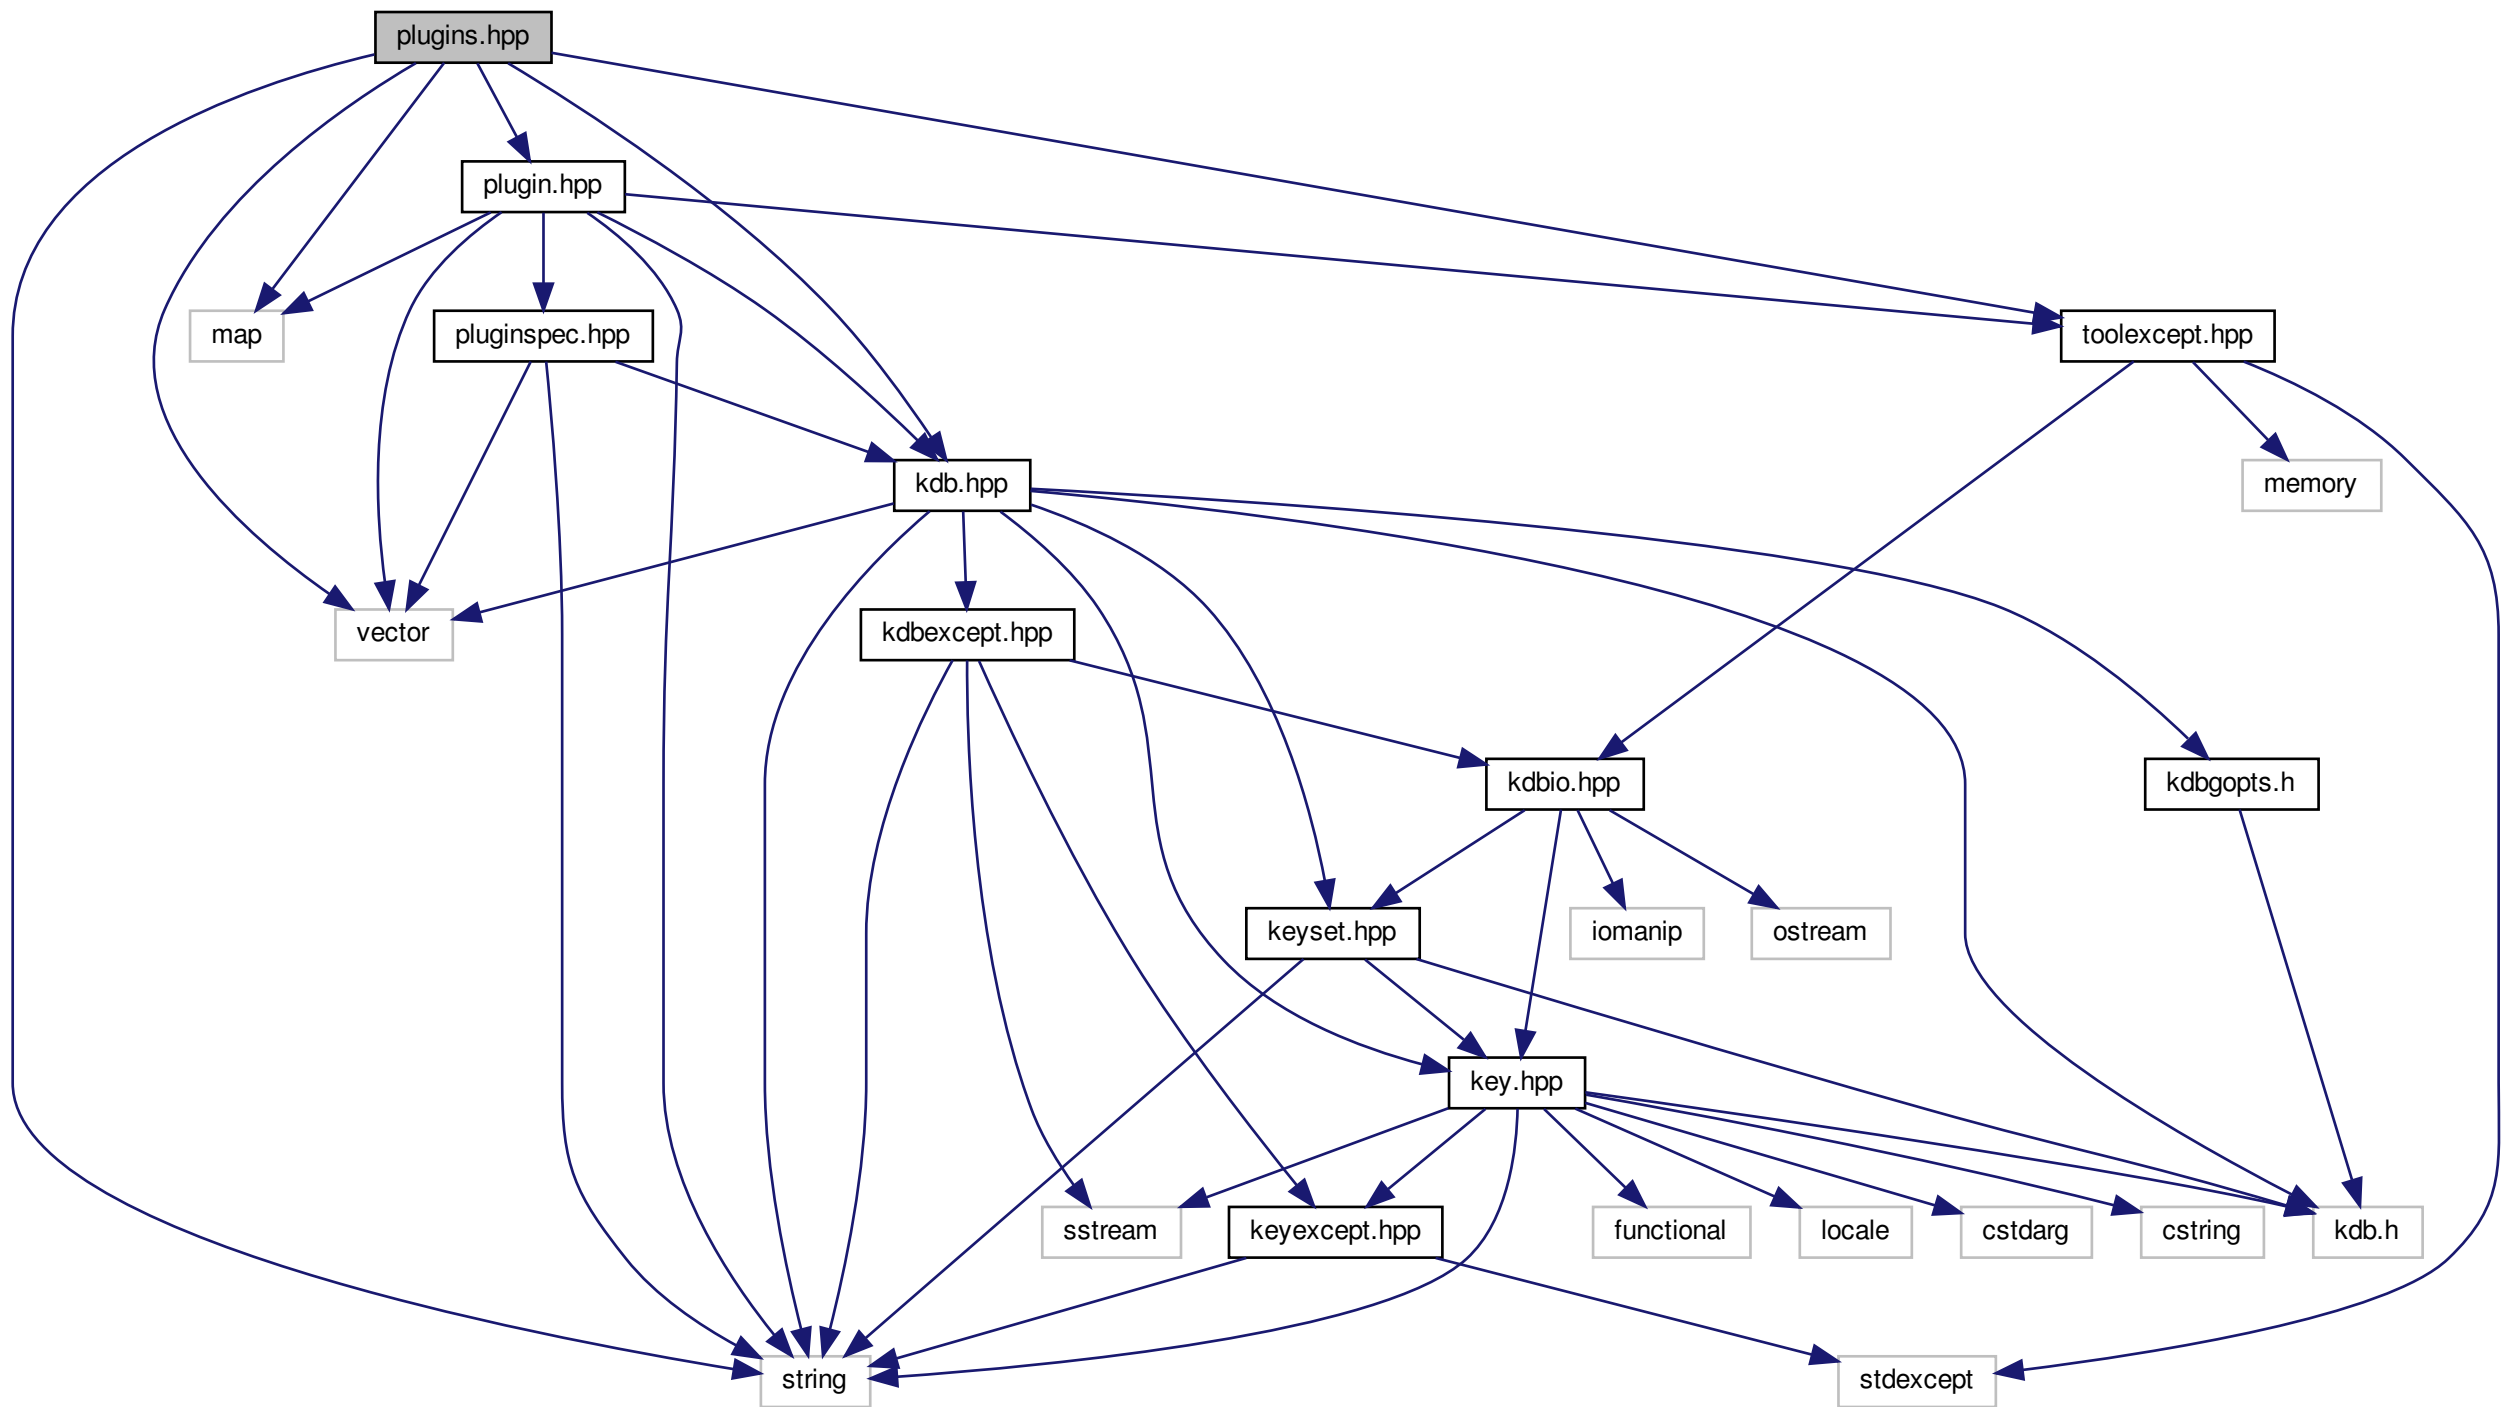 plugins.hpp
plugin.hpp
map
pluginspec.hpp
toolexcept.hpp
kdb.hpp
memory
vector
kdbexcept.hpp
kdbio.hpp
kdbgopts.h
keyset.hpp
iomanip
ostream
key.hpp
sstream
keyexcept.hpp
functional
locale
cstdarg
cstring
kdb.h
string
stdexcept